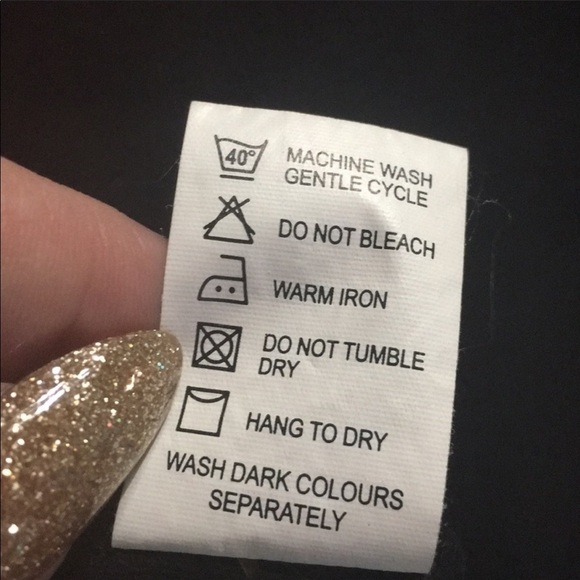 40° MACHINE WASH
GENTLE CYCLE
DO NOT BLEACH
WARM IRON
DO NOT TUMBLE
DRY
HANG TO DRY
WASH DARK COLOURS
SEPARATELY